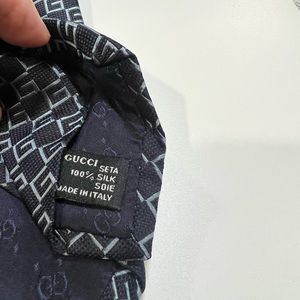 GUCCI
SETA
100% SILK
SOIE
MADE IN ITALY